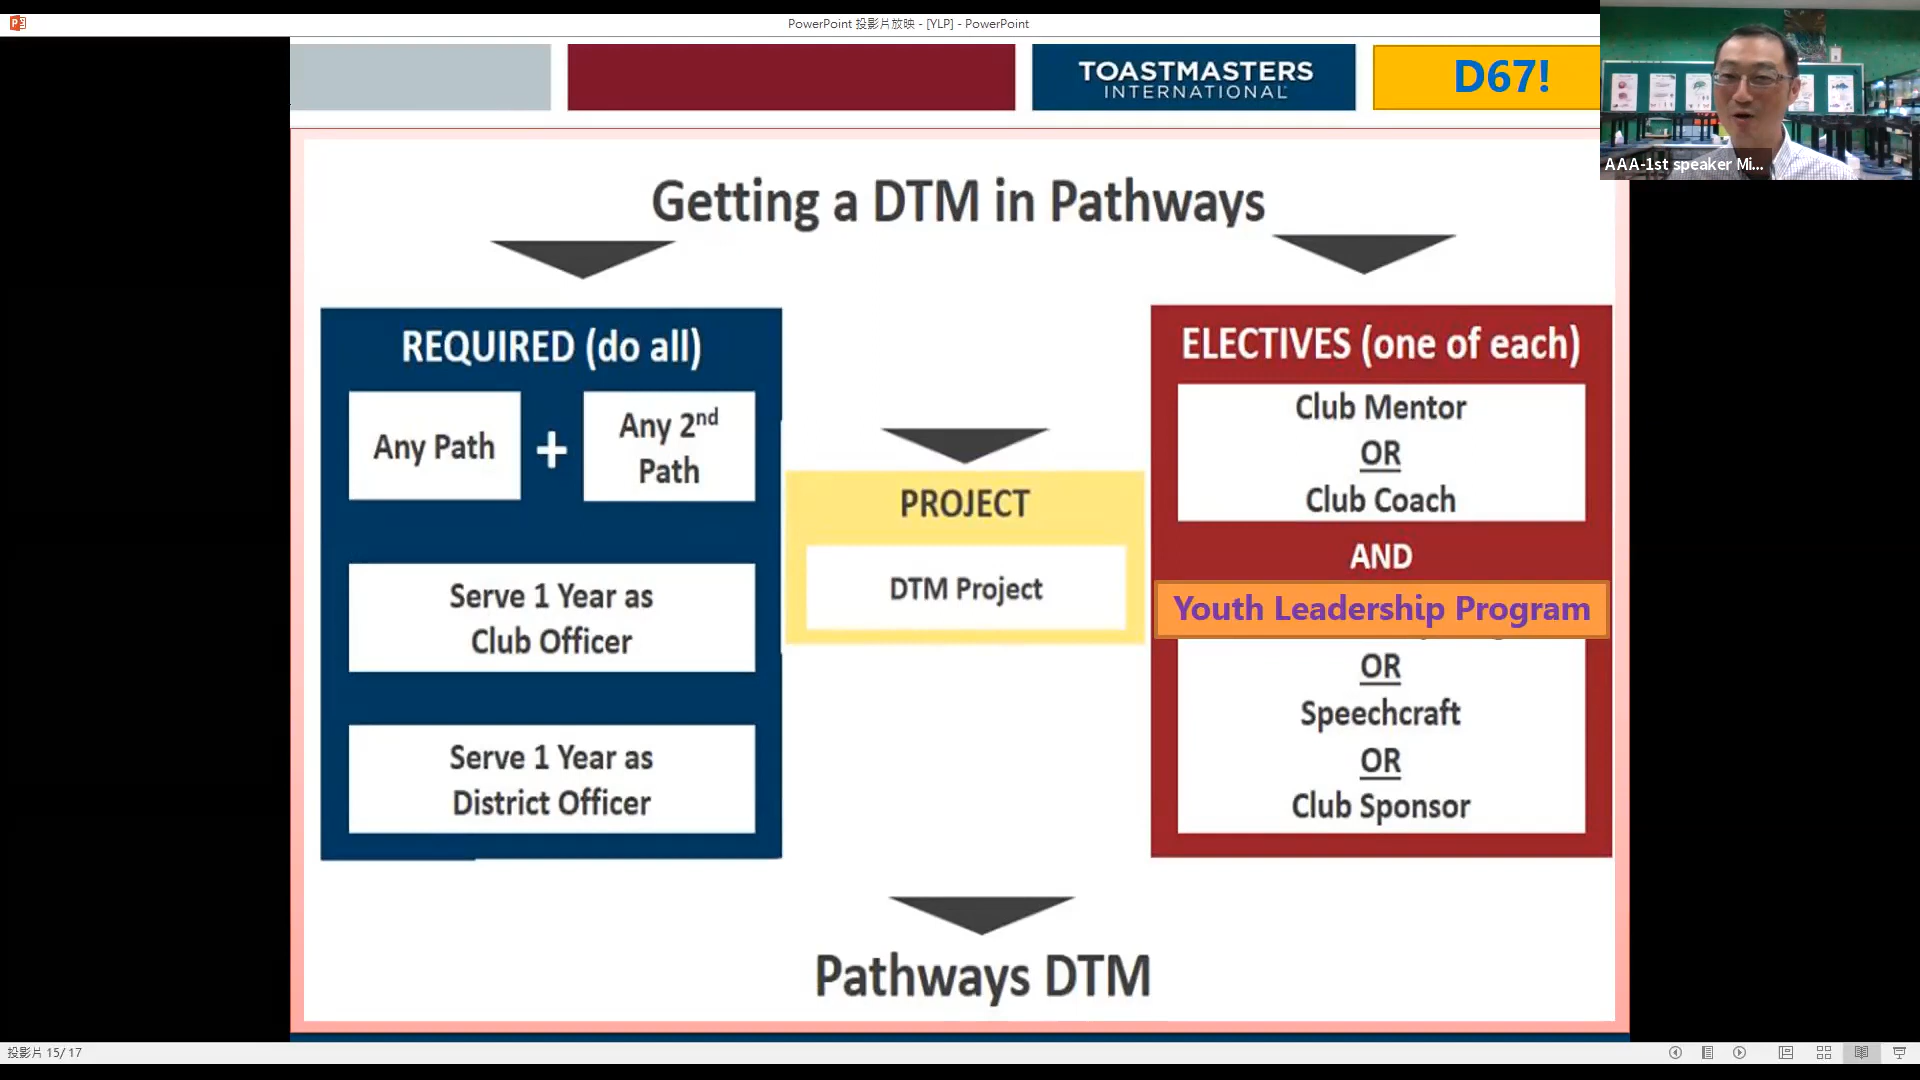 PowerPoint 投影片放映 - [YLP] - PowerPoint
TOASTMASTERS
INTERNATIONAL
D67!
AAA-1st speaker Mi...
Getting a DTM in Pathways
REQUIRED (do all)
Any Path
+
Any 2nd
Path
Serve 1 Year as
Club Officer
Serve 1 Year as
District Officer
PROJECT
DTM Project
ELECTIVES (one of each)
Club Mentor
OR
Club Coach
AND
Youth Leadership Program
OR
Speechcraft
OR
Club Sponsor
Pathways DTM
投影片 15/ 17